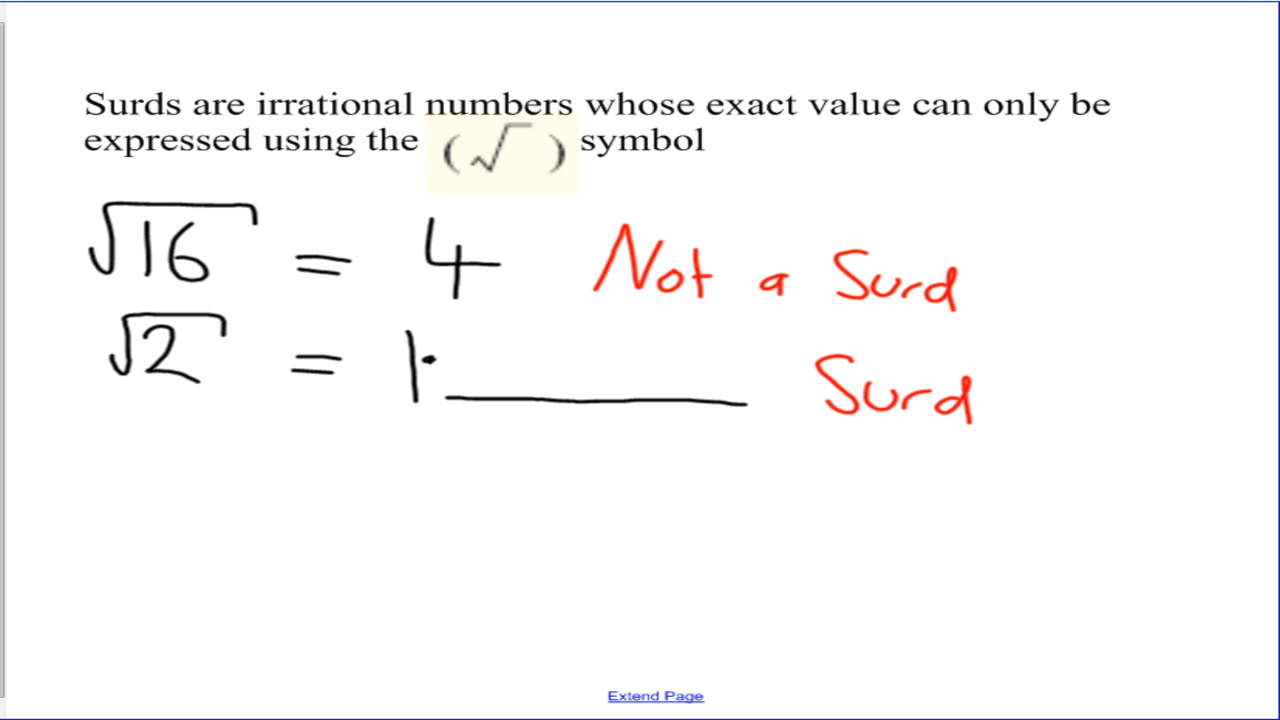 Surds are irrational numbers whose exact value can only be
expressed using the (√ ) symbol
√16 = 4 Not a Surd
√2 = 1._______ Surd
Extend Page